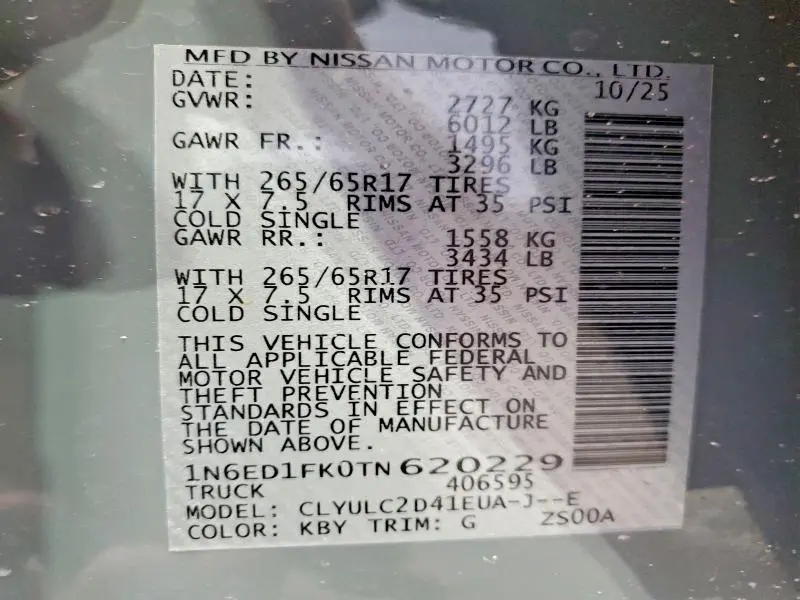 MFD BY NISSAN MOTOR CO., LTD.
DATE: 10/25
GVWR: 2727 KG
6012 LB
GAWR FR.: 1495 KG
3296 LB
WITH 265/65R17 TIRES
17 X 7.5 RIMS AT 35 PSI
COLD SINGLE
GAWR RR.: 1558 KG
3434 LB
WITH 265/65R17 TIRES
17 X 7.5 RIMS AT 35 PSI
COLD SINGLE
THIS VEHICLE CONFORMS TO
ALL APPLICABLE FEDERAL
MOTOR VEHICLE SAFETY AND
THEFT PREVENTION
STANDARDS IN EFFECT ON
THE DATE OF MANUFACTURE
SHOWN ABOVE.
1N6ED1FK0TN620229
TRUCK 406595
MODEL: CLYULC2D41EUA-J--E
COLOR: KBY TRIM: G ZS00A